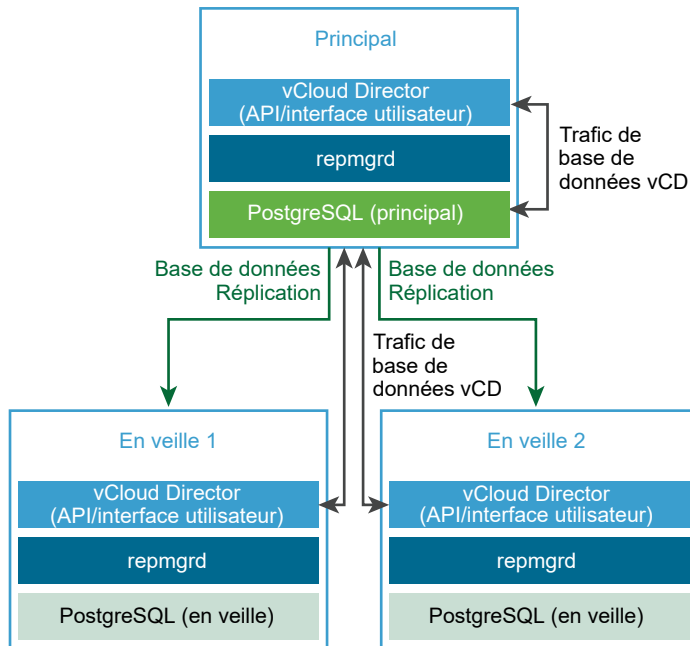 Principal
vCloud Director
(API/interface utilisateur)
repmgrd
PostgreSQL (principal)
Trafic de
base de
données vCD
Base de données
Réplication
Base de données
Réplication
Trafic de
base de
données vCD
En veille 1
vCloud Director
(API/interface utilisateur)
repmgrd
PostgreSQL (en veille)
En veille 2
vCloud Director
(API/interface utilisateur)
repmgrd
PostgreSQL (en veille)